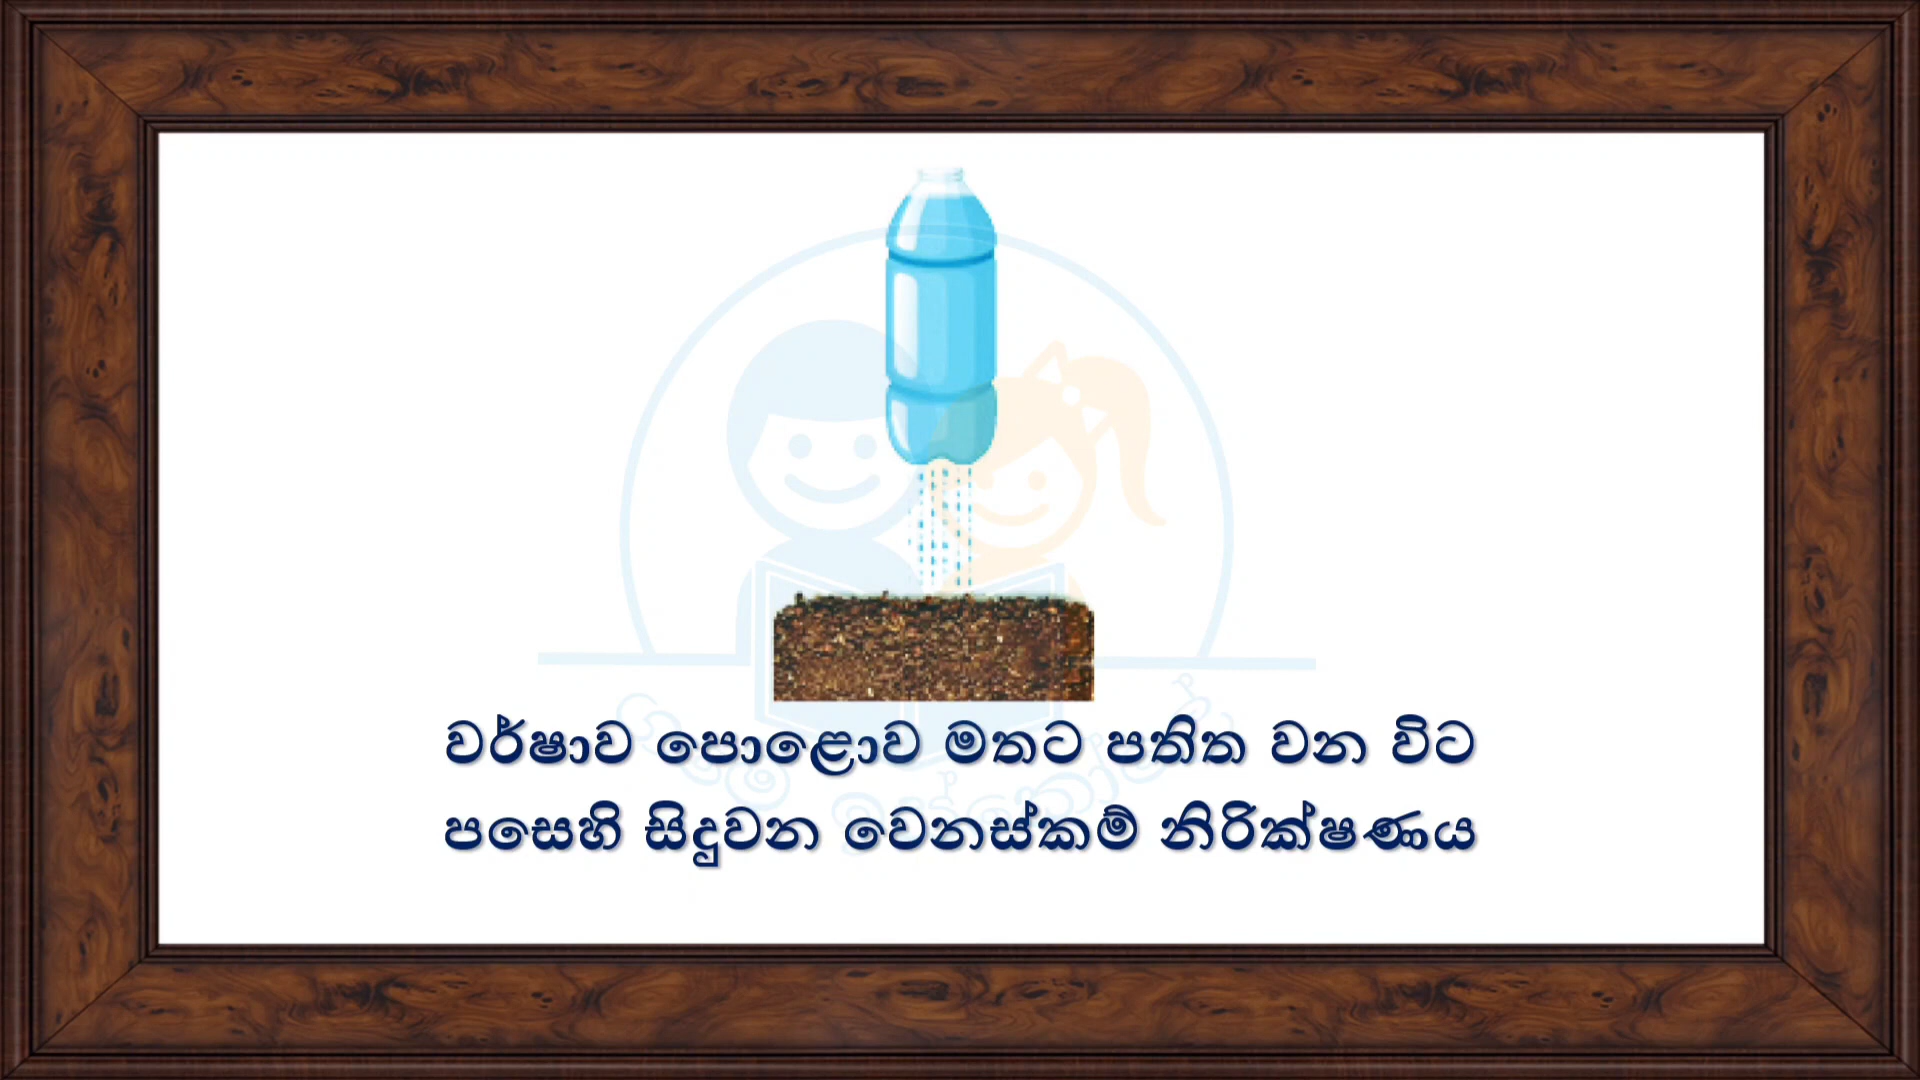 වර්ෂාව පොළොව මතට පතිත වන විට
පසෙහි සිදුවන වෙනස්කම් නිරික්ෂණය